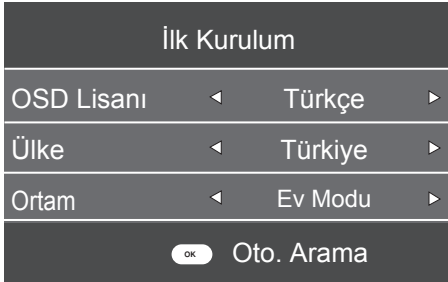 İlk Kurulum
OSD Lisanı Türkçe
Ülke Türkiye
Ortam Ev Modu
OK Oto. Arama